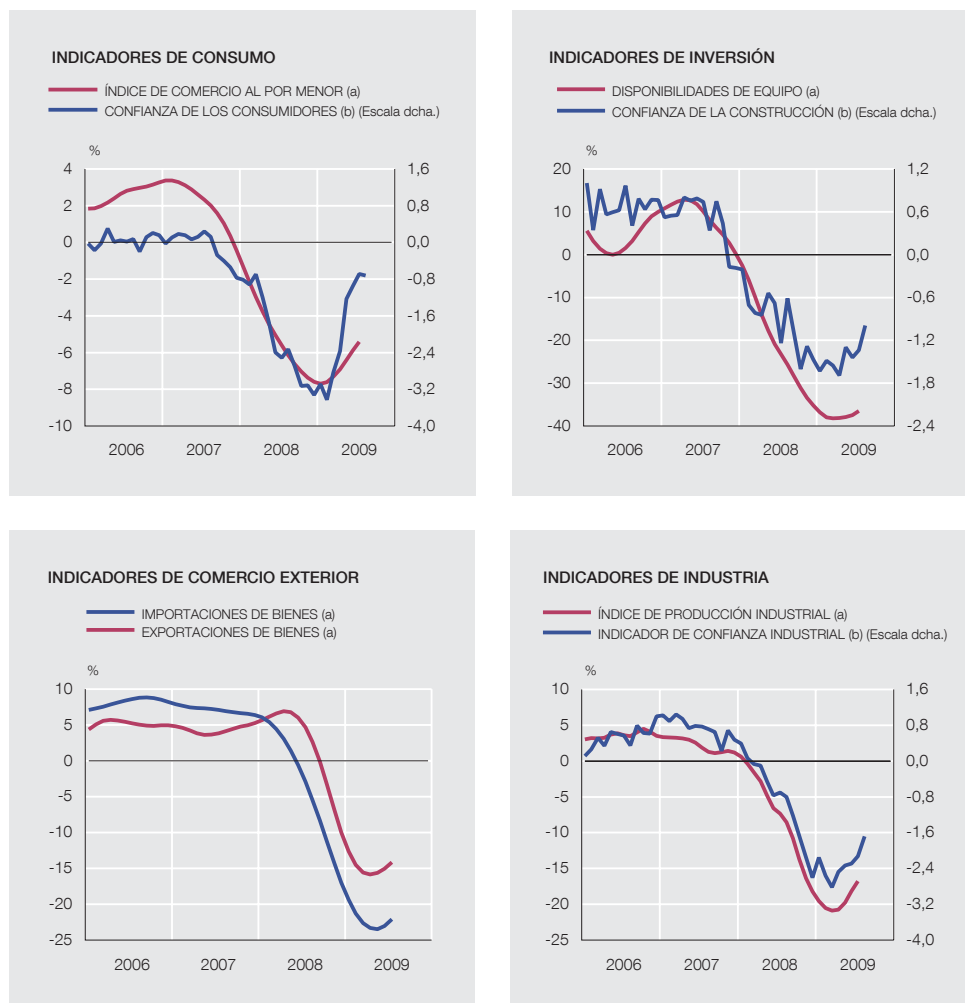 INDICADORES DE CONSUMO
ÍNDICE DE COMERCIO AL POR MENOR (a)
CONFIANZA DE LOS CONSUMIDORES (b) (Escala dcha.)
%
4 1,6
2 0,8
0 0,0
-2 -0,8
-4 -1,6
-6 -2,4
-8 -3,2
-10 -4,0
2006 2007 2008 2009
INDICADORES DE INVERSIÓN
DISPONIBILIDADES DE EQUIPO (a)
CONFIANZA DE LA CONSTRUCCIÓN (b) (Escala dcha.)
%
20 1,2
10 0,6
0 0,0
-10 -0,6
-20 -1,2
-30 -1,8
-40 -2,4
2006 2007 2008 2009
INDICADORES DE COMERCIO EXTERIOR
IMPORTACIONES DE BIENES (a)
EXPORTACIONES DE BIENES (a)
%
10
5
0
-5
-10
-15
-20
-25
2006 2007 2008 2009
INDICADORES DE INDUSTRIA
ÍNDICE DE PRODUCCIÓN INDUSTRIAL (a)
INDICADOR DE CONFIANZA INDUSTRIAL (b) (Escala dcha.)
%
10 1,6
5 0,8
0 0,0
-5 -0,8
-10 -1,6
-15 -2,4
-20 -3,2
-25 -4,0
2006 2007 2008 2009